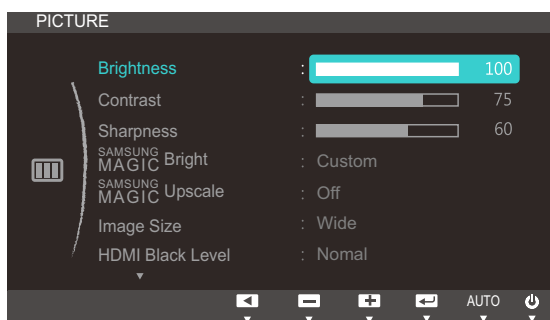 PICTURE
Brightness : 100
Contrast : 75
Sharpness : 60
SAMSUNG MAGIC Bright : Custom
SAMSUNG MAGIC Upscale : Off
Image Size : Wide
HDMI Black Level : Nomal
AUTO